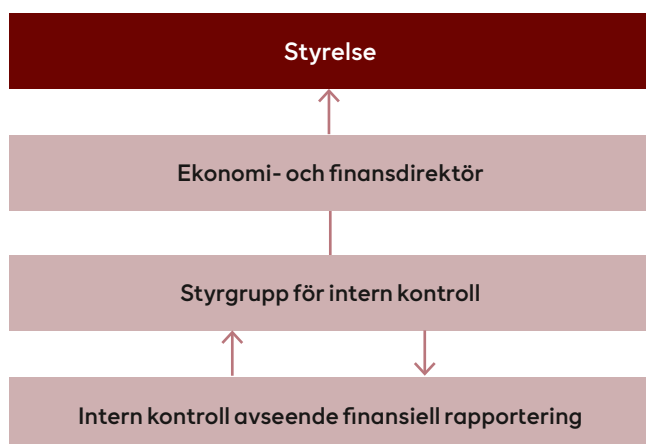 Styrelse
Ekonomi- och finansdirektör
Styrgrupp för intern kontroll
Intern kontroll avseende finansiell rapportering